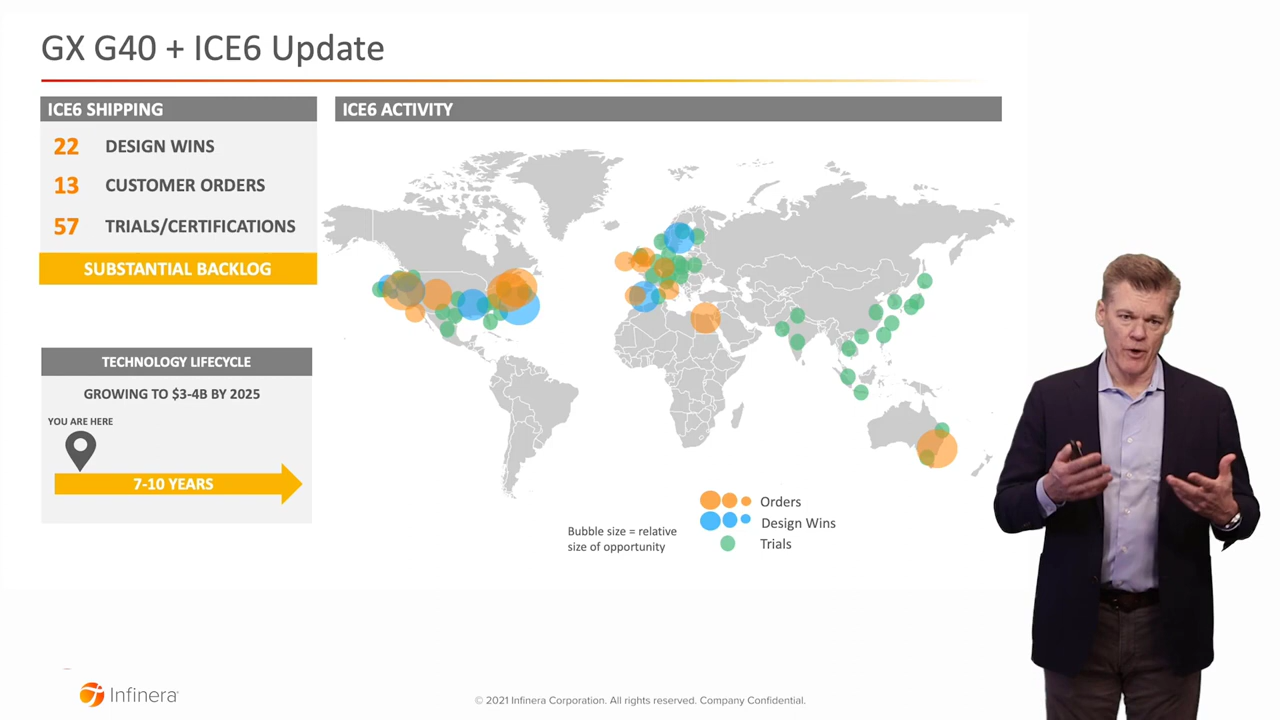 GX G40 + ICE6 Update
ICE6 SHIPPING
22 DESIGN WINS
13 CUSTOMER ORDERS
57 TRIALS/CERTIFICATIONS
SUBSTANTIAL BACKLOG
TECHNOLOGY LIFECYCLE
GROWING TO $3-4B BY 2025
YOU ARE HERE
7-10 YEARS
ICE6 ACTIVITY
Orders
Design Wins
Trials
Bubble size = relative
size of opportunity
Infinera
© 2021 Infinera Corporation. All rights reserved. Company Confidential.